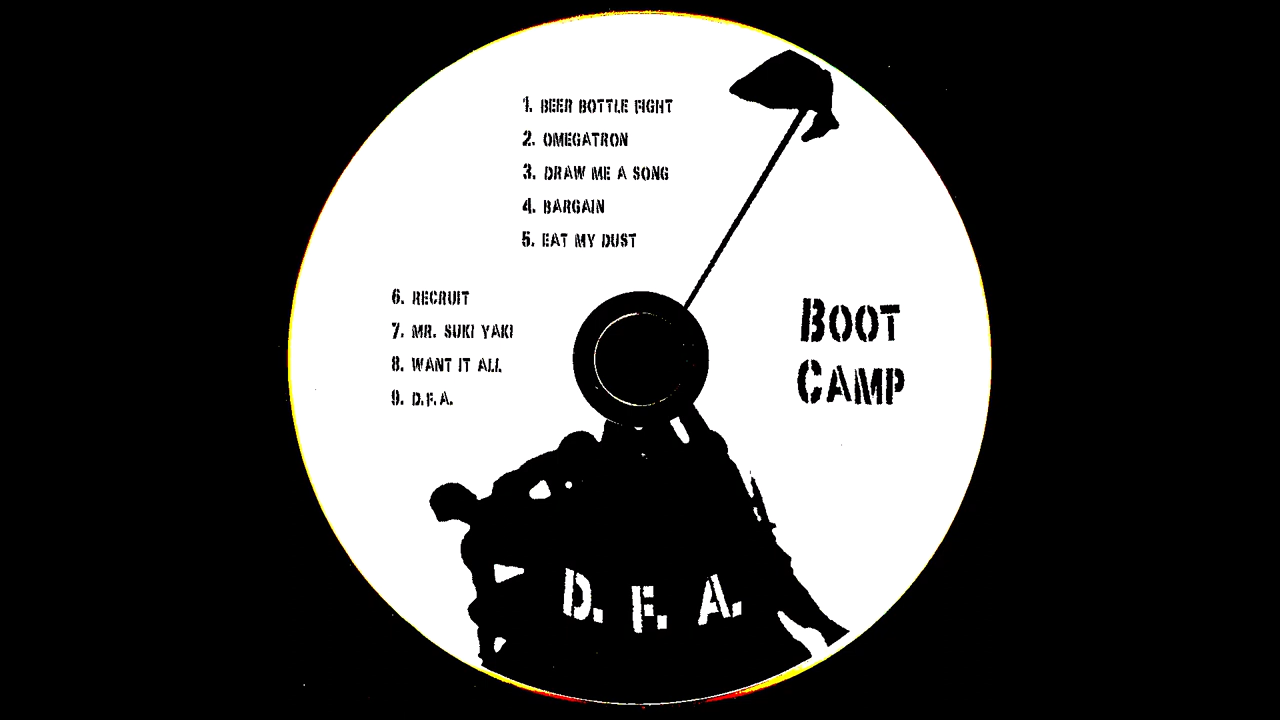 1. BEER BOTTLE FIGHT
2. OMEGATRON
3. DRAW ME A SONG
4. BARGAIN
5. EAT MY DUST
6. RECRUIT
7. MR. SUKI YAKI
8. WANT IT ALL
9. D.F.A.
BOOT
CAMP
D. F. A.